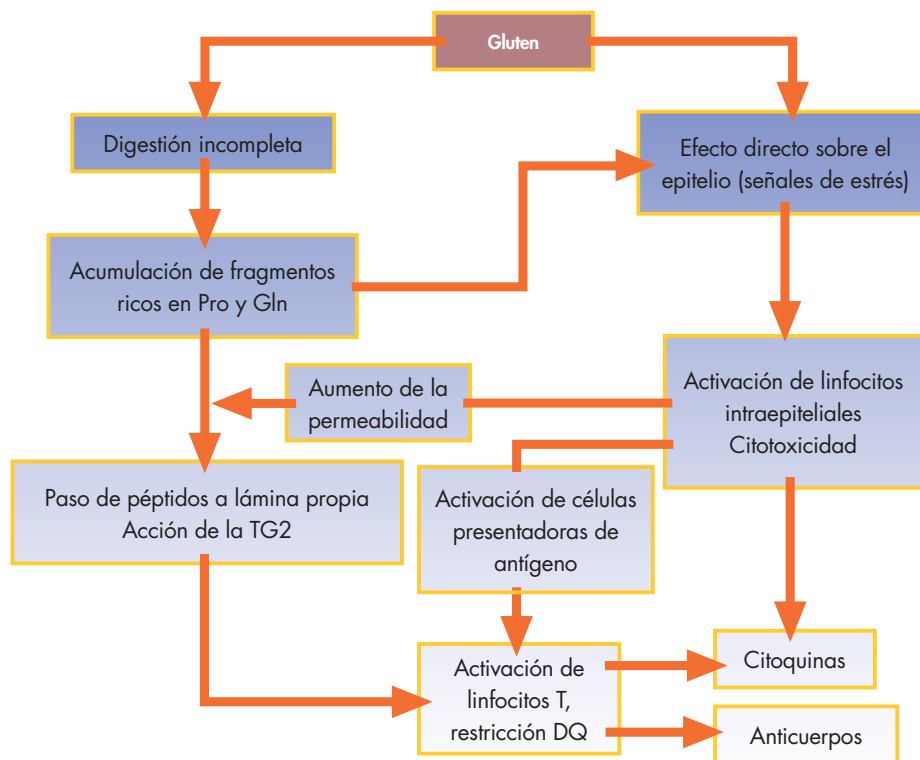 Gluten
Digestión incompleta
Efecto directo sobre el
epitelio (señales de estrés)
Acumulación de fragmentos
ricos en Pro y Gln
Aumento de la
permeabilidad
Activación de linfocitos
intraepiteliales
Citotoxicidad
Paso de péptidos a lámina propia
Acción de la TG2
Activación de células
presentadoras de
antígeno
Activación de
linfocitos T,
restricción DQ
Citoquinas
Anticuerpos